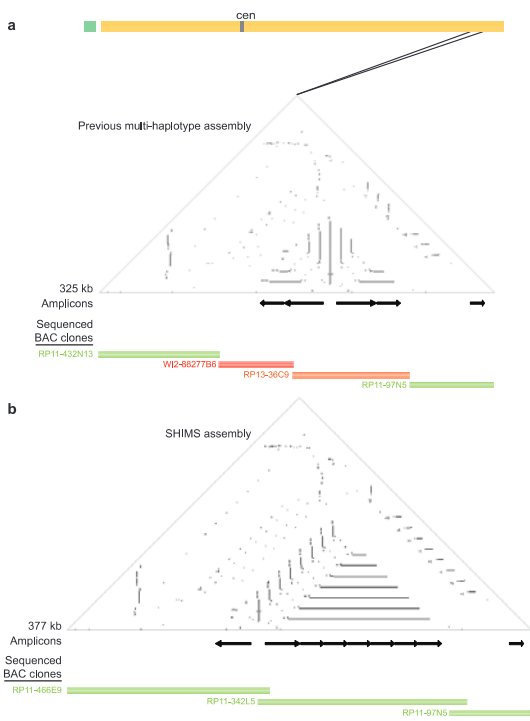 cen
a
Previous multi-haplotype assembly
325 kb
Amplicons
Sequenced
BAC clones
RP11-432N13
WI2-88277B6
RP13-36C9
RP11-97N5
b
SHIMS assembly
377 kb
Amplicons
Sequenced
BAC clones
RP11-466E9
RP11-342L5
RP11-97N5